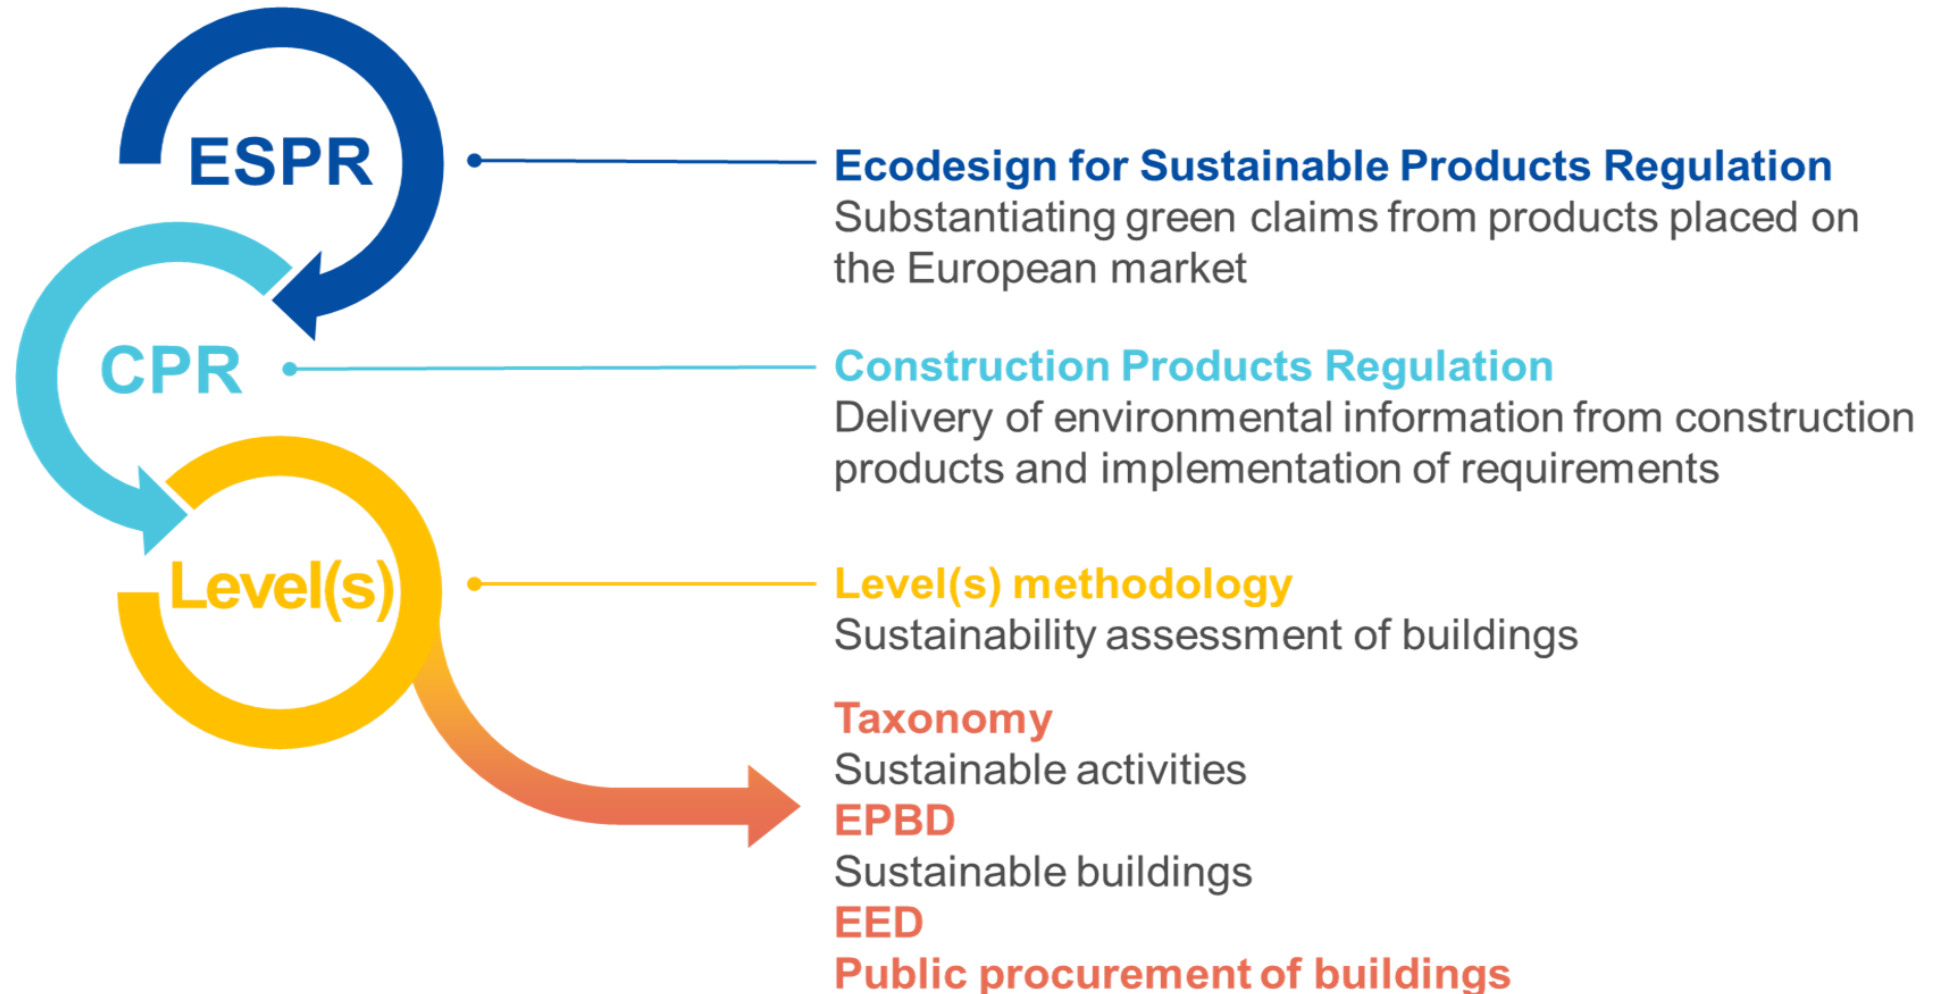 ESPR
Ecodesign for Sustainable Products Regulation
Substantiating green claims from products placed on
the European market
CPR
Construction Products Regulation
Delivery of environmental information from construction
products and implementation of requirements
Level(s)
Level(s) methodology
Sustainability assessment of buildings
Taxonomy
Sustainable activities
EPBD
Sustainable buildings
EED
Public procurement of buildings